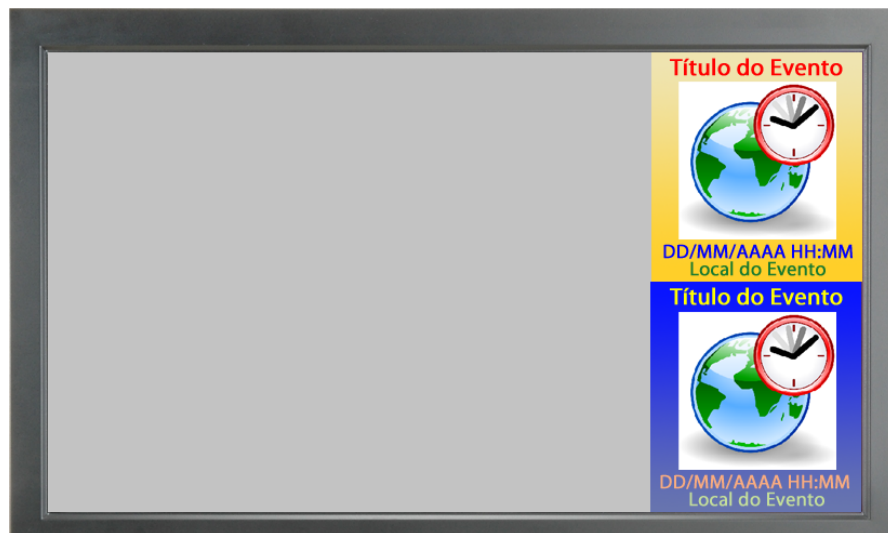 Título do Evento
DD/MM/AAAA HH:MM
Local do Evento
Título do Evento
DD/MM/AAAA HH:MM
Local do Evento